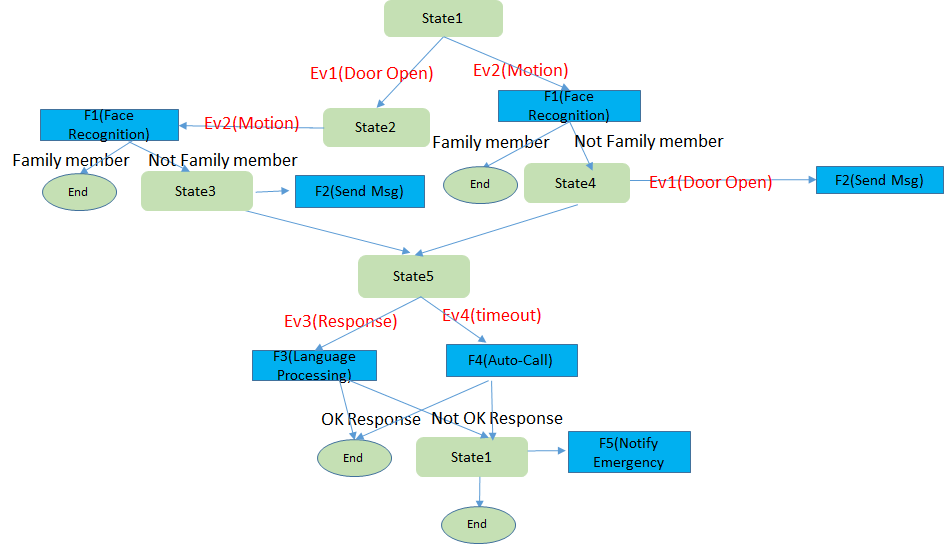 State1
Ev1(Door Open)
Ev2(Motion)
F1(Face
Recognition)
Ev2(Motion)
State2
F1(Face
Recognition)
Family member
Not Family member
Family member
Not Family member
End
State3
F2(Send Msg)
End
State4
Ev1(Door Open)
F2(Send Msg)
State5
Ev3(Response)
Ev4(timeout)
F3(Language
Processing)
F4(Auto-Call)
OK Response
Not OK Response
End
State1
F5(Notify
Emergency
End